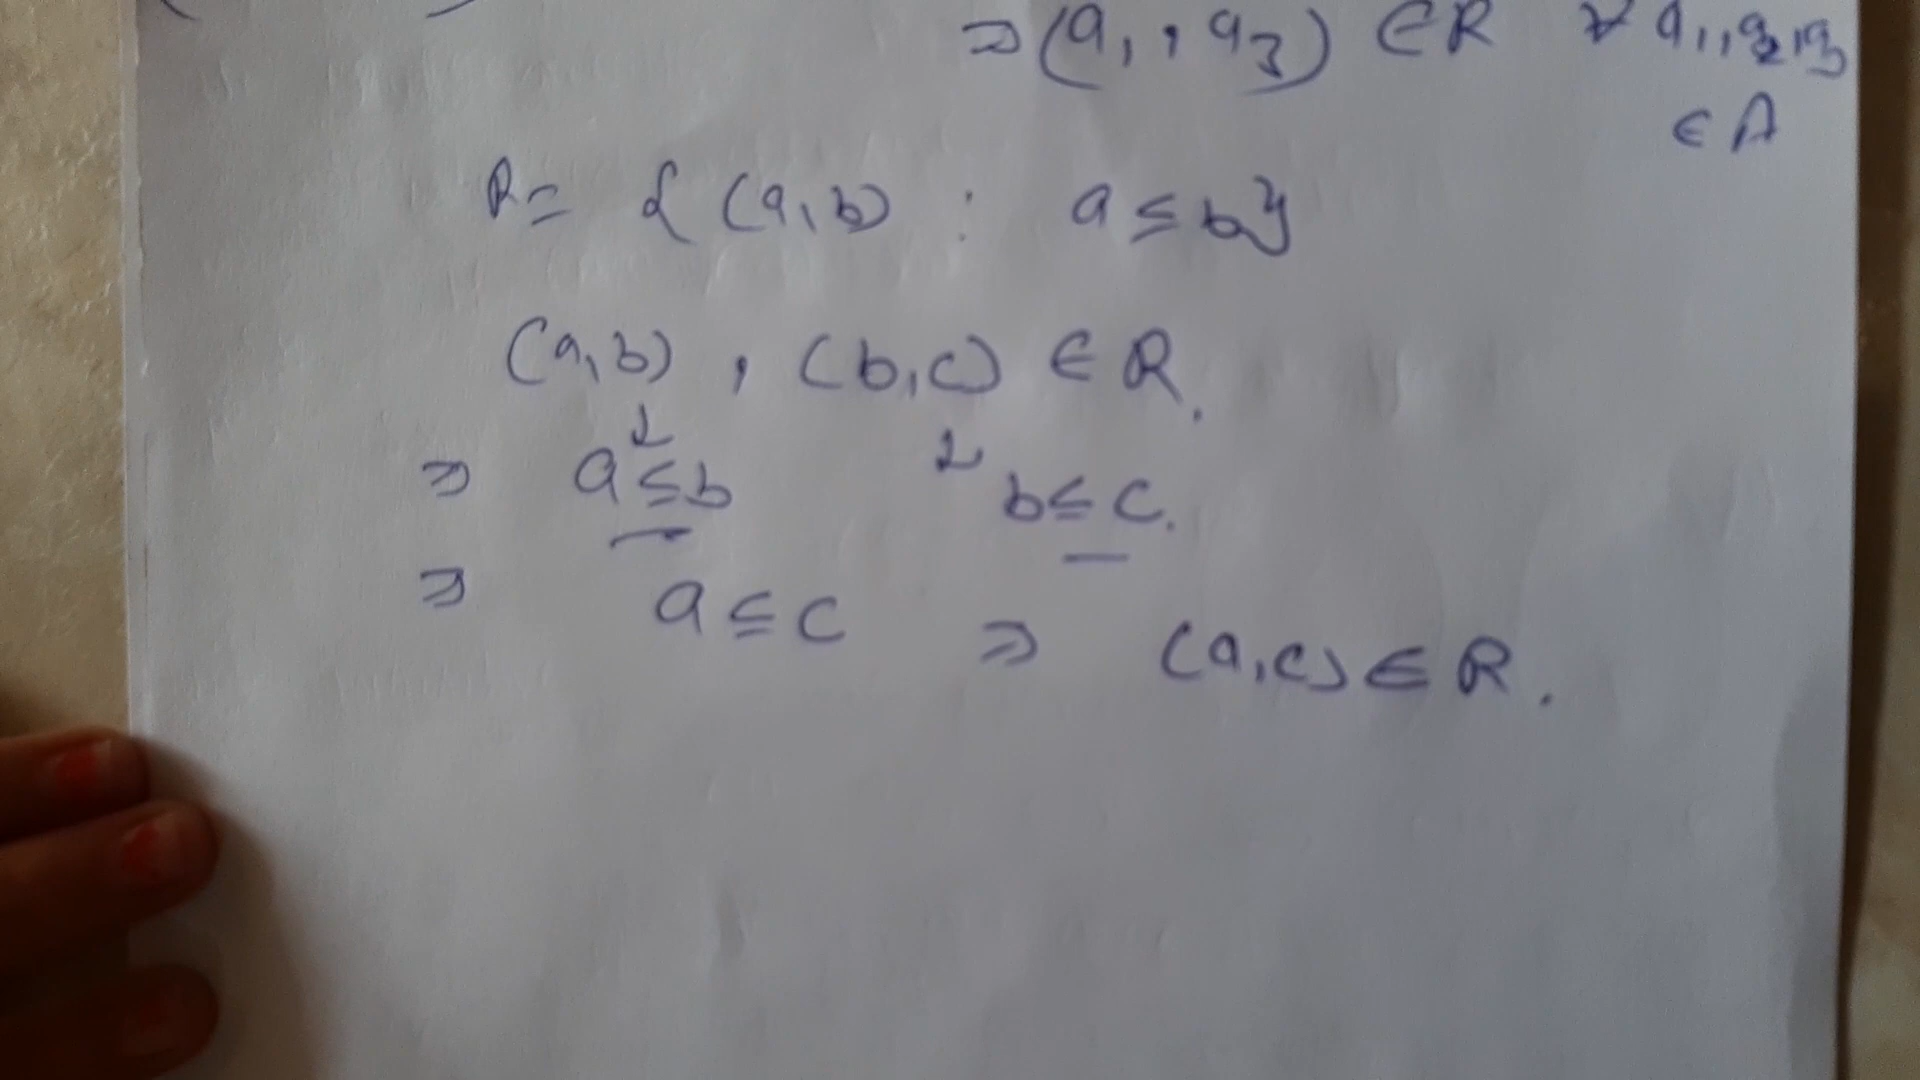 ⇒ (a₁, a₃) ∈ R ∀ a₁, a₂, a₃
∈ A
R = { (a,b) : a ≤ b}
(a,b) , (b,c) ∈ R.
⇒ a ≤ b b ≤ c.
⇒ a ≤ c ⇒ (a,c) ∈ R.